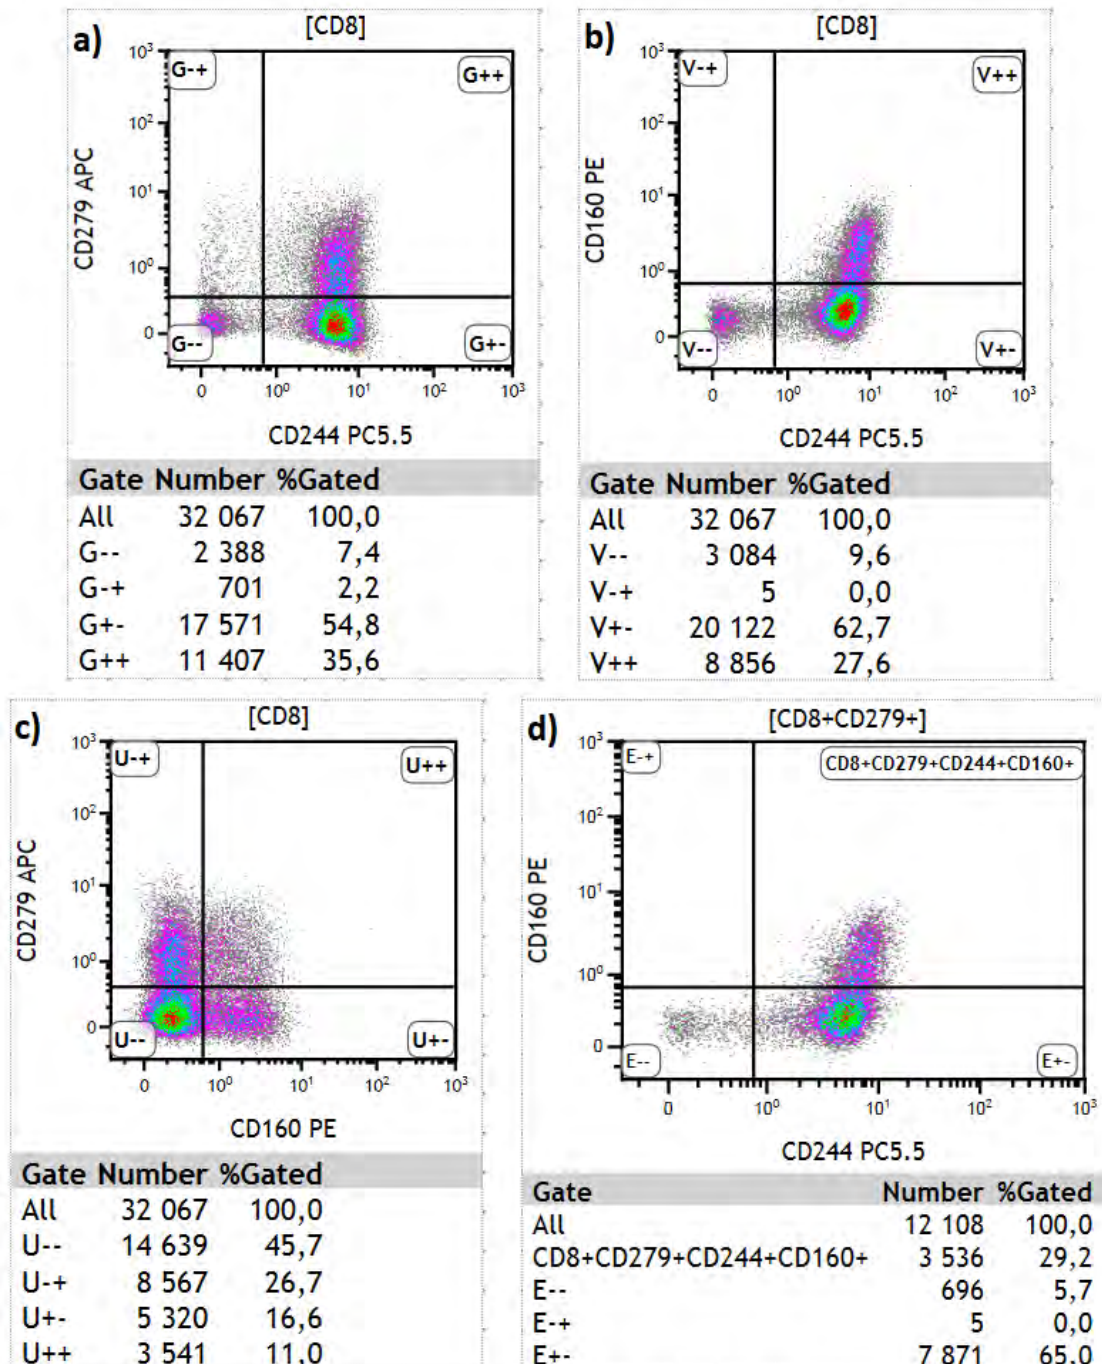 a)
[CD8]
10³
10²
10¹
10⁰
0
CD279 APC
G-+
G++
G--
G+-
0 10⁰ 10¹ 10² 10³
CD244 PC5.5
Gate Number %Gated
All 32 067 100,0
G-- 2 388 7,4
G-+ 701 2,2
G+- 17 571 54,8
G++ 11 407 35,6
b)
[CD8]
10³
10²
10¹
10⁰
0
CD160 PE
V-+
V++
V--
V+-
0 10⁰ 10¹ 10² 10³
CD244 PC5.5
Gate Number %Gated
All 32 067 100,0
V-- 3 084 9,6
V-+ 5 0,0
V+- 20 122 62,7
V++ 8 856 27,6
c)
[CD8]
10³
10²
10¹
10⁰
0
CD279 APC
U-+
U++
U--
U+-
0 10⁰ 10¹ 10² 10³
CD160 PE
Gate Number %Gated
All 32 067 100,0
U-- 14 639 45,7
U-+ 8 567 26,7
U+- 5 320 16,6
U++ 3 541 11,0
d)
[CD8+CD279+]
10³
10²
10¹
10⁰
0
CD160 PE
E-+
CD8+CD279+CD244+CD160+
E--
E+-
0 10⁰ 10¹ 10² 10³
CD244 PC5.5
Gate Number %Gated
All 12 108 100,0
CD8+CD279+CD244+CD160+ 3 536 29,2
E-- 696 5,7
E-+ 5 0,0
E+- 7 871 65,0